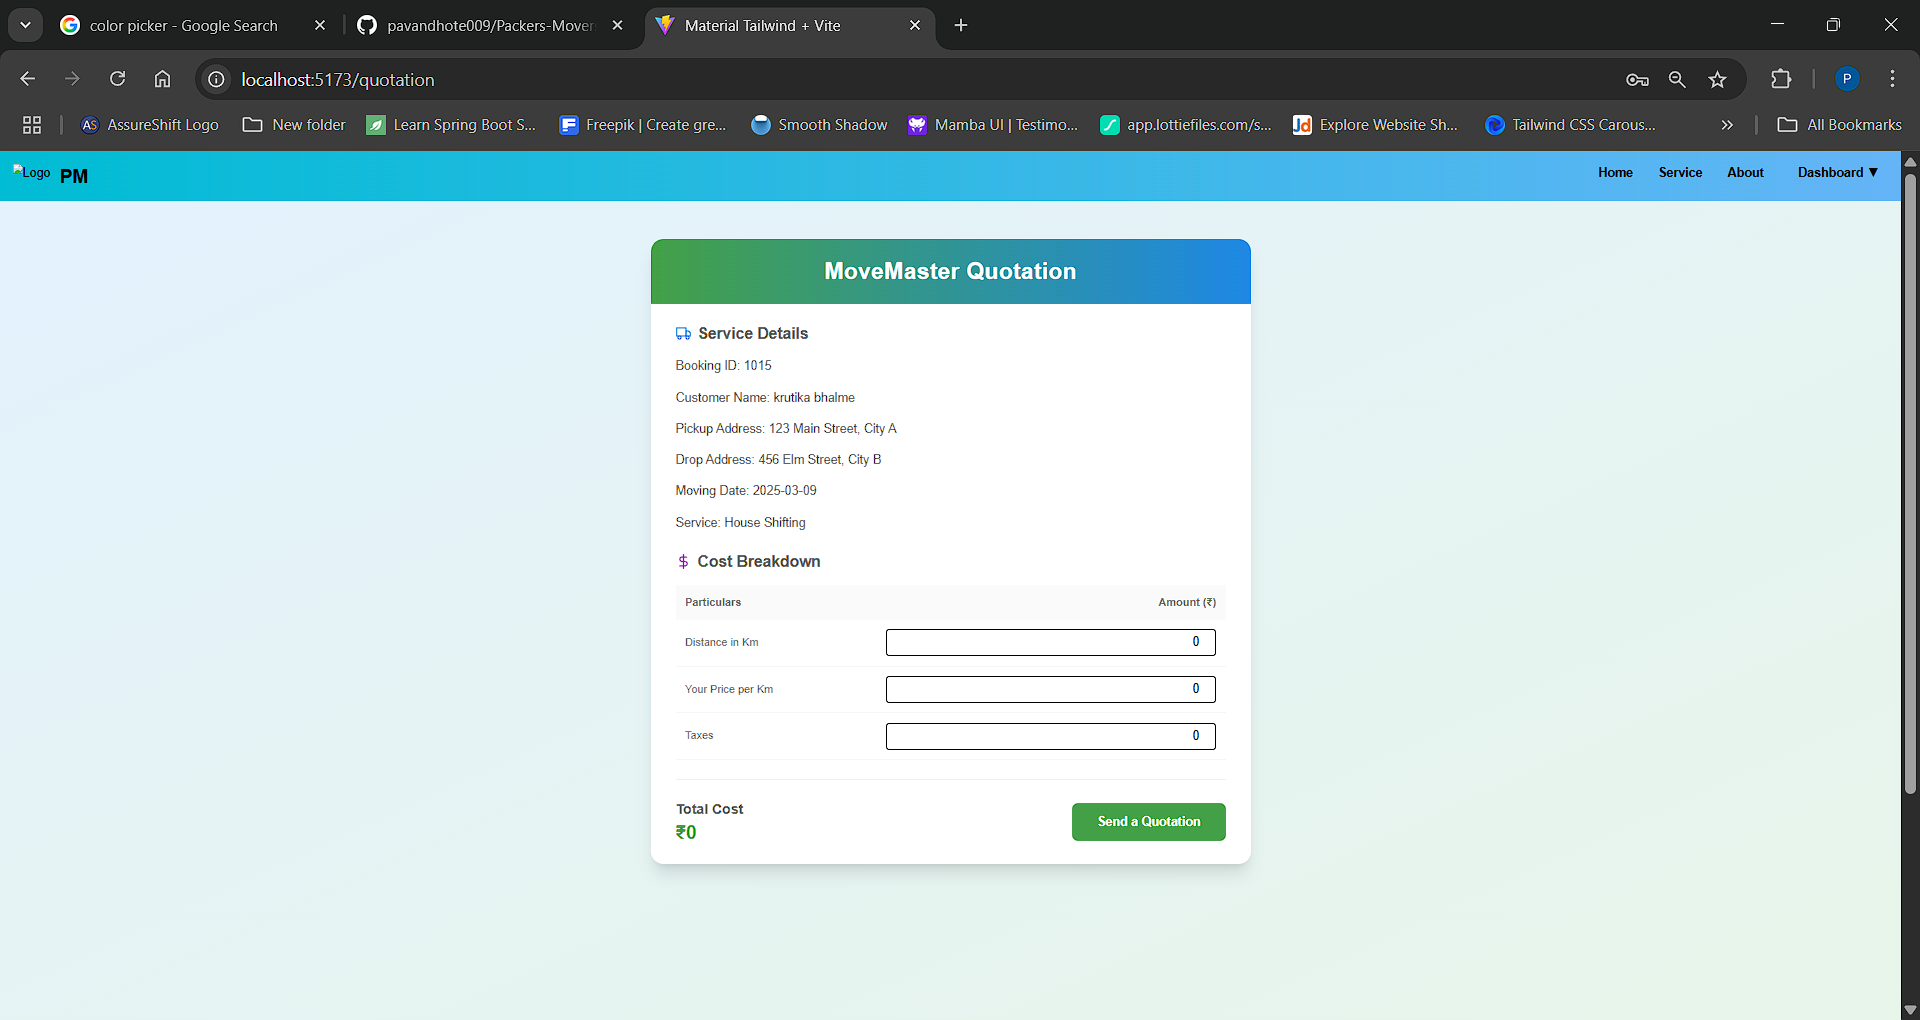 color picker - Google Search
pavandhote009/Packers-Mover
Material Tailwind + Vite
localhost:5173/quotation
P
AS AssureShift Logo
New folder
Learn Spring Boot S...
Freepik | Create gre...
Smooth Shadow
Mamba UI | Testimo...
app.lottiefiles.com/s...
Jd Explore Website Sh...
Tailwind CSS Carous...
All Bookmarks
Logo PM
Home Service About Dashboard ▼
MoveMaster Quotation
Service Details
Booking ID: 1015
Customer Name: krutika bhalme
Pickup Address: 123 Main Street, City A
Drop Address: 456 Elm Street, City B
Moving Date: 2025-03-09
Service: House Shifting
$ Cost Breakdown
Particulars Amount (₹)
Distance in Km 0
Your Price per Km 0
Taxes 0
Total Cost
₹0
Send a Quotation